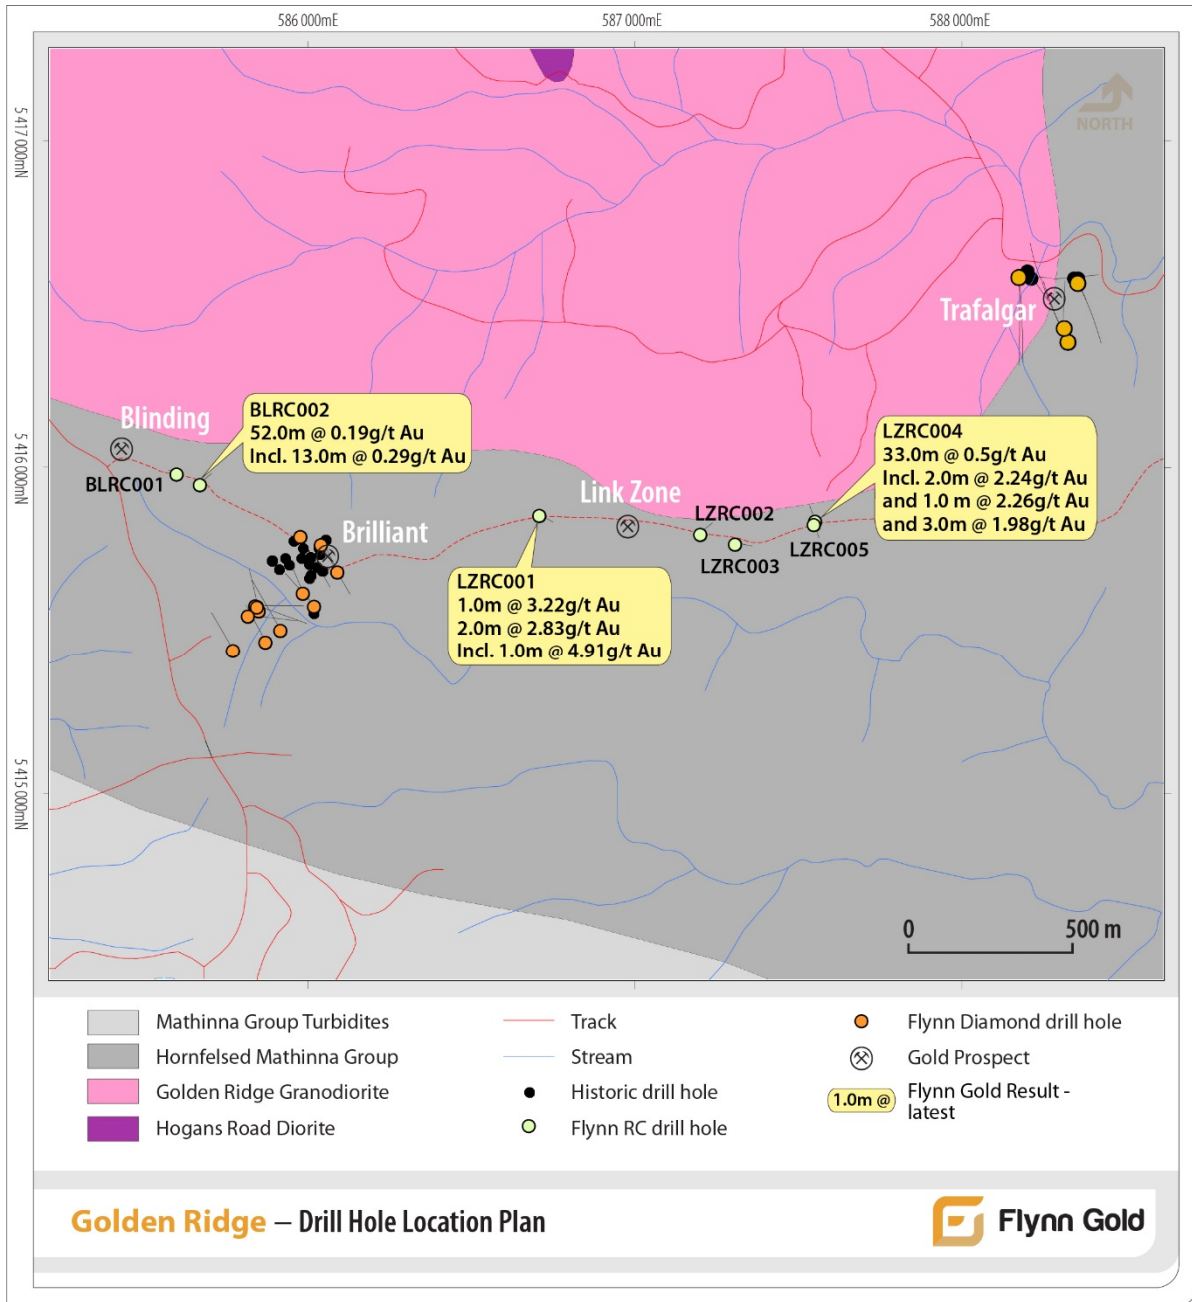 586 000mE
587 000mE
588 000mE
5 417 000mN
5 416 000mN
5 415 000mN
NORTH
Trafalgar
Blinding
BLRC002
52.0m @ 0.19g/t Au
Incl. 13.0m @ 0.29g/t Au
BLRC001
LZRC004
33.0m @ 0.5g/t Au
Incl. 2.0m @ 2.24g/t Au
and 1.0 m @ 2.26g/t Au
and 3.0m @ 1.98g/t Au
Link Zone
LZRC002
Brilliant
LZRC005
LZRC003
LZRC001
1.0m @ 3.22g/t Au
2.0m @ 2.83g/t Au
Incl. 1.0m @ 4.91g/t Au
0
500 m
Mathinna Group Turbidites
Hornfelsed Mathinna Group
Golden Ridge Granodiorite
Hogans Road Diorite
Track
Stream
Historic drill hole
Flynn RC drill hole
Flynn Diamond drill hole
Gold Prospect
1.0m @
Flynn Gold Result -
latest
Golden Ridge – Drill Hole Location Plan
Flynn Gold